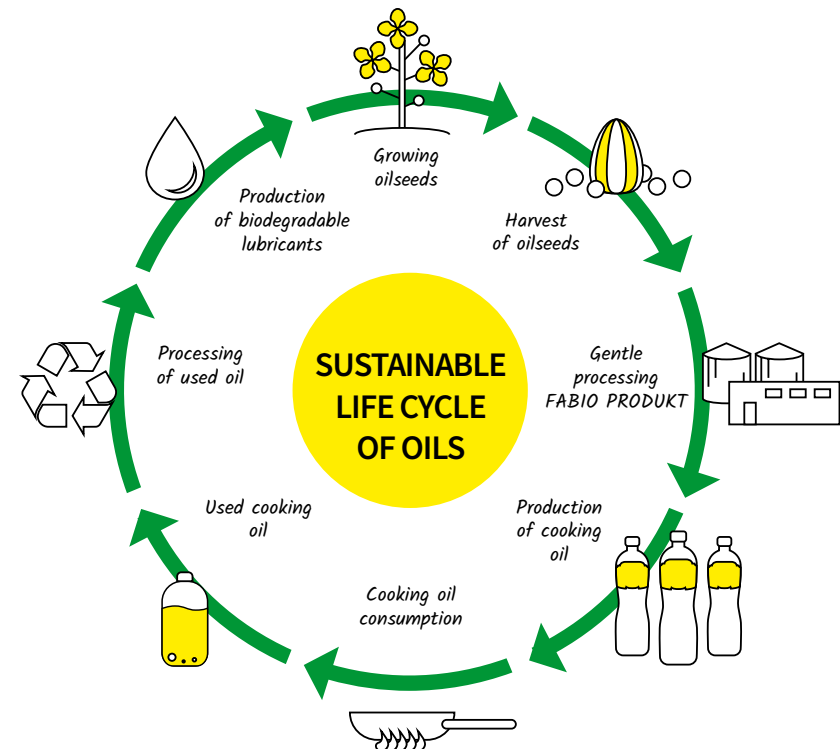 Growing
oilseeds
Harvest
of oilseeds
Gentle
processing
FABIO PRODUKT
Production
of cooking
oil
Cooking oil
consumption
Used cooking
oil
Processing
of used oil
Production
of biodegradable
lubricants
SUSTAINABLE
LIFE CYCLE
OF OILS